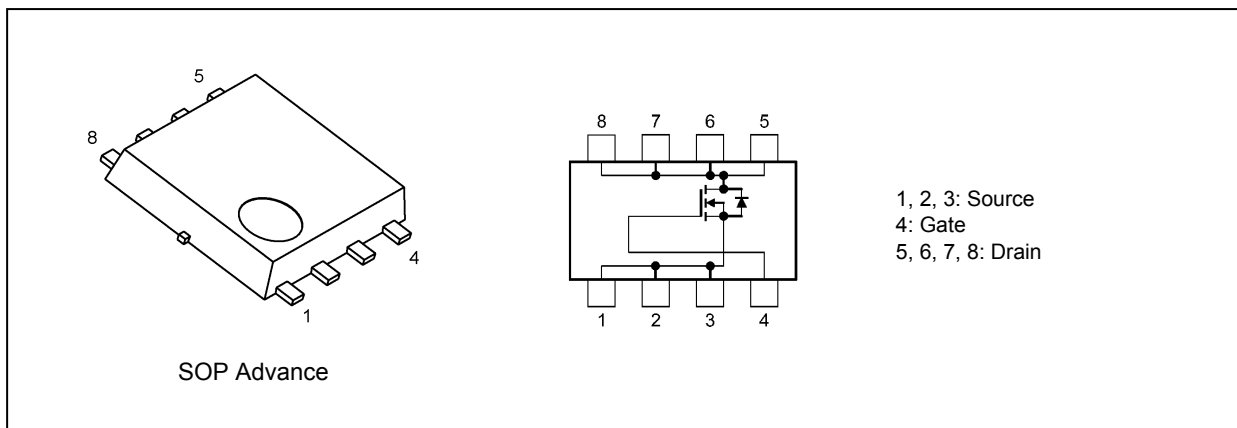 5
8
4
1
SOP Advance
8 7 6 5
1 2 3 4
1, 2, 3: Source
4: Gate
5, 6, 7, 8: Drain